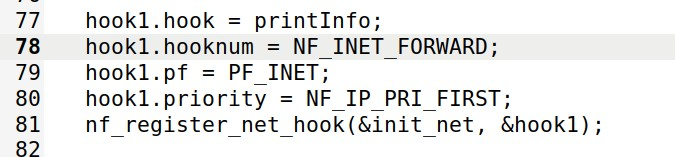 77 hook1.hook = printInfo;
78 hook1.hooknum = NF_INET_FORWARD;
79 hook1.pf = PF_INET;
80 hook1.priority = NF_IP_PRI_FIRST;
81 nf_register_net_hook(&init_net, &hook1);
82